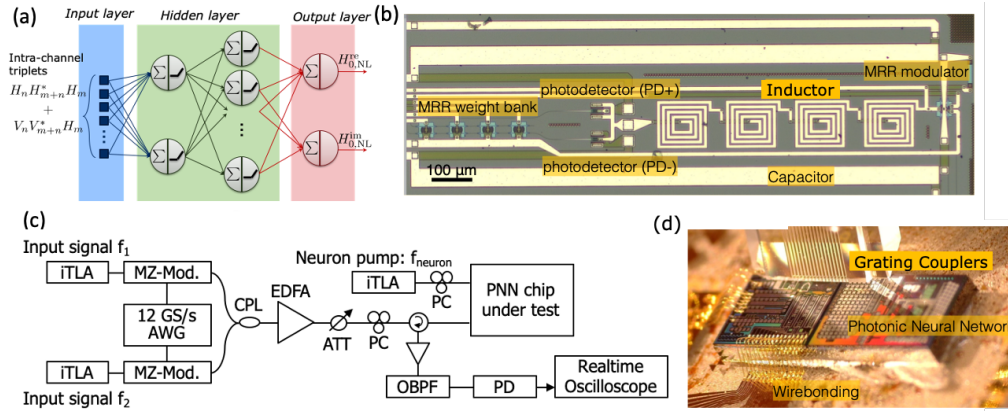 (a)
Input layer
Hidden layer
Output layer
Intra-channel
triplets
H_n H^*_{m+n} H_m
+
V_n V^*_{m+n} H_m
Σ
Σ
Σ
Σ
Σ
Σ
Σ
H^{re}_{0,NL}
H^{im}_{0,NL}
(b)
MRR modulator
photodetector (PD+)
Inductor
MRR weight bank
photodetector (PD-)
100 µm
Capacitor
(c)
Input signal f_1
iTLA
MZ-Mod.
12 GS/s
AWG
iTLA
MZ-Mod.
Input signal f_2
CPL
EDFA
ATT
PC
Neuron pump: f_neuron
iTLA
PC
PNN chip
under test
OBPF
PD
Realtime
Oscilloscope
(d)
Grating Couplers
Photonic Neural Networ
Wirebonding